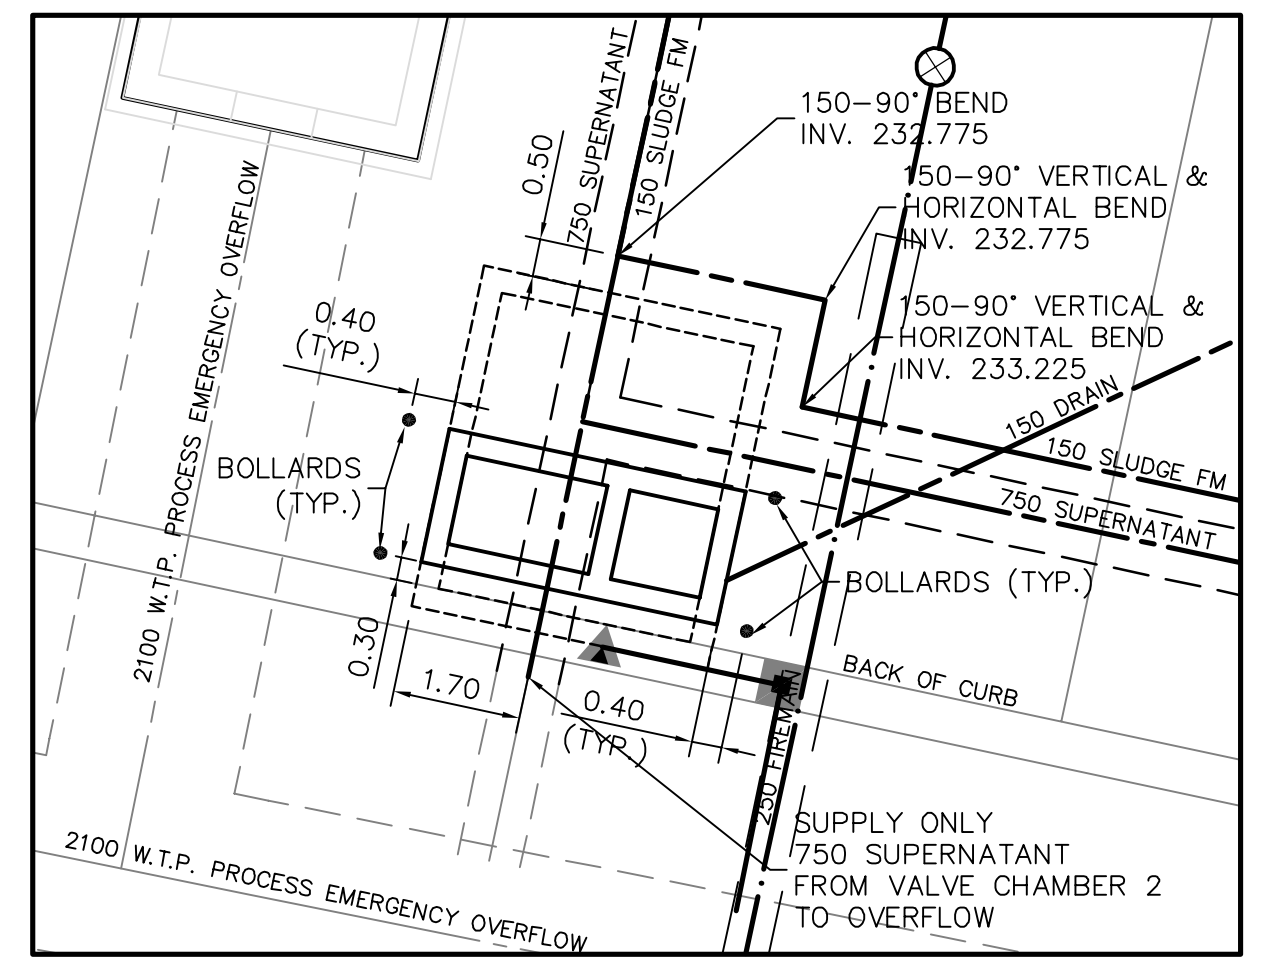 750 SUPERNATANT
150 SLUDGE FM
150-90° BEND
INV. 232.775
0.50
150-90° VERTICAL &
HORIZONTAL BEND
INV. 232.775
2100 W.T.P. PROCESS EMERGENCY OVERFLOW
0.40
(TYP.)
150-90° VERTICAL &
HORIZONTAL BEND
INV. 233.225
150 DRAIN
150 SLUDGE FM
750 SUPERNATANT
BOLLARDS
(TYP.)
BOLLARDS (TYP.)
0.30
1.70
0.40
(TYP.)
BACK OF CURB
250 FIREMAIN
SUPPLY ONLY
750 SUPERNATANT
FROM VALVE CHAMBER 2
TO OVERFLOW
2100 W.T.P. PROCESS EMERGENCY OVERFLOW